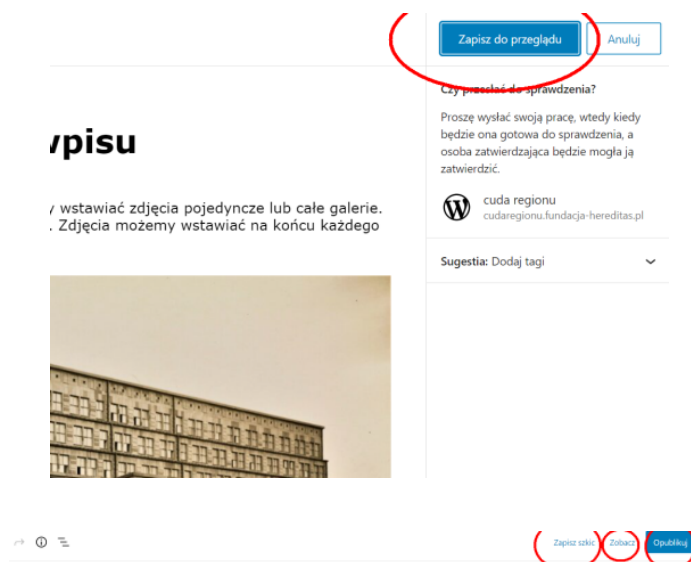 Zapisz do przeglądu Anuluj
Czy przesłać do sprawdzenia?
Proszę wysłać swoją pracę, wtedy kiedy
będzie ona gotowa do sprawdzenia, a
osoba zatwierdzająca będzie mogła ją
zatwierdzić.
cuda regionu
cudaregionu.fundacja-hereditas.pl
Sugestia: Dodaj tagi
wpisu
y wstawiać zdjęcia pojedyncze lub całe galerie.
. Zdjęcia możemy wstawiać na końcu każdego
Zapisz szkic Zobacz Opublikuj